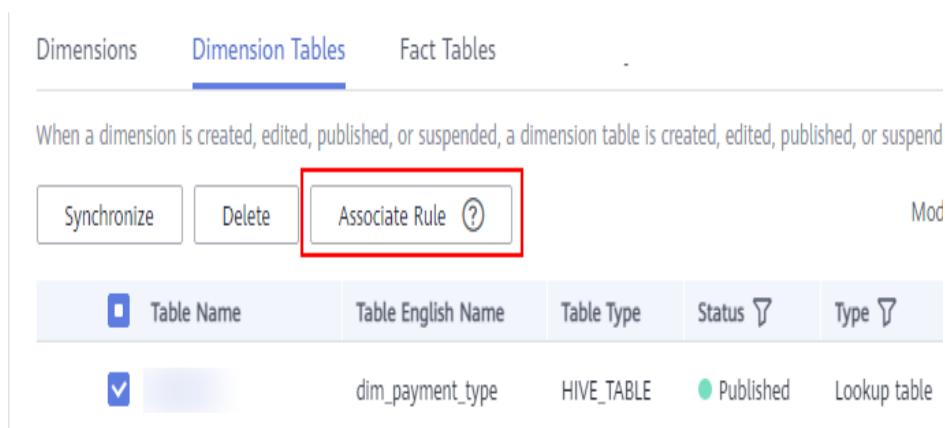 Dimensions Dimension Tables Fact Tables
When a dimension is created, edited, published, or suspended, a dimension table is created, edited, published, or suspend
Synchronize Delete Associate Rule ? Mod
Table Name Table English Name Table Type Status Type
dim_payment_type HIVE_TABLE Published Lookup table